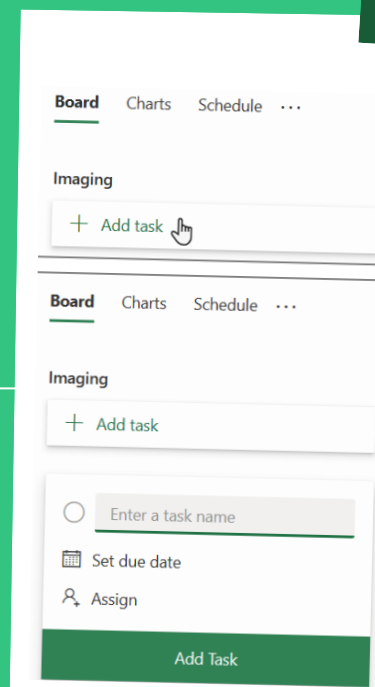 Board Charts Schedule ...
Imaging
+ Add task
Board Charts Schedule ...
Imaging
+ Add task
Enter a task name
Set due date
Assign
Add Task